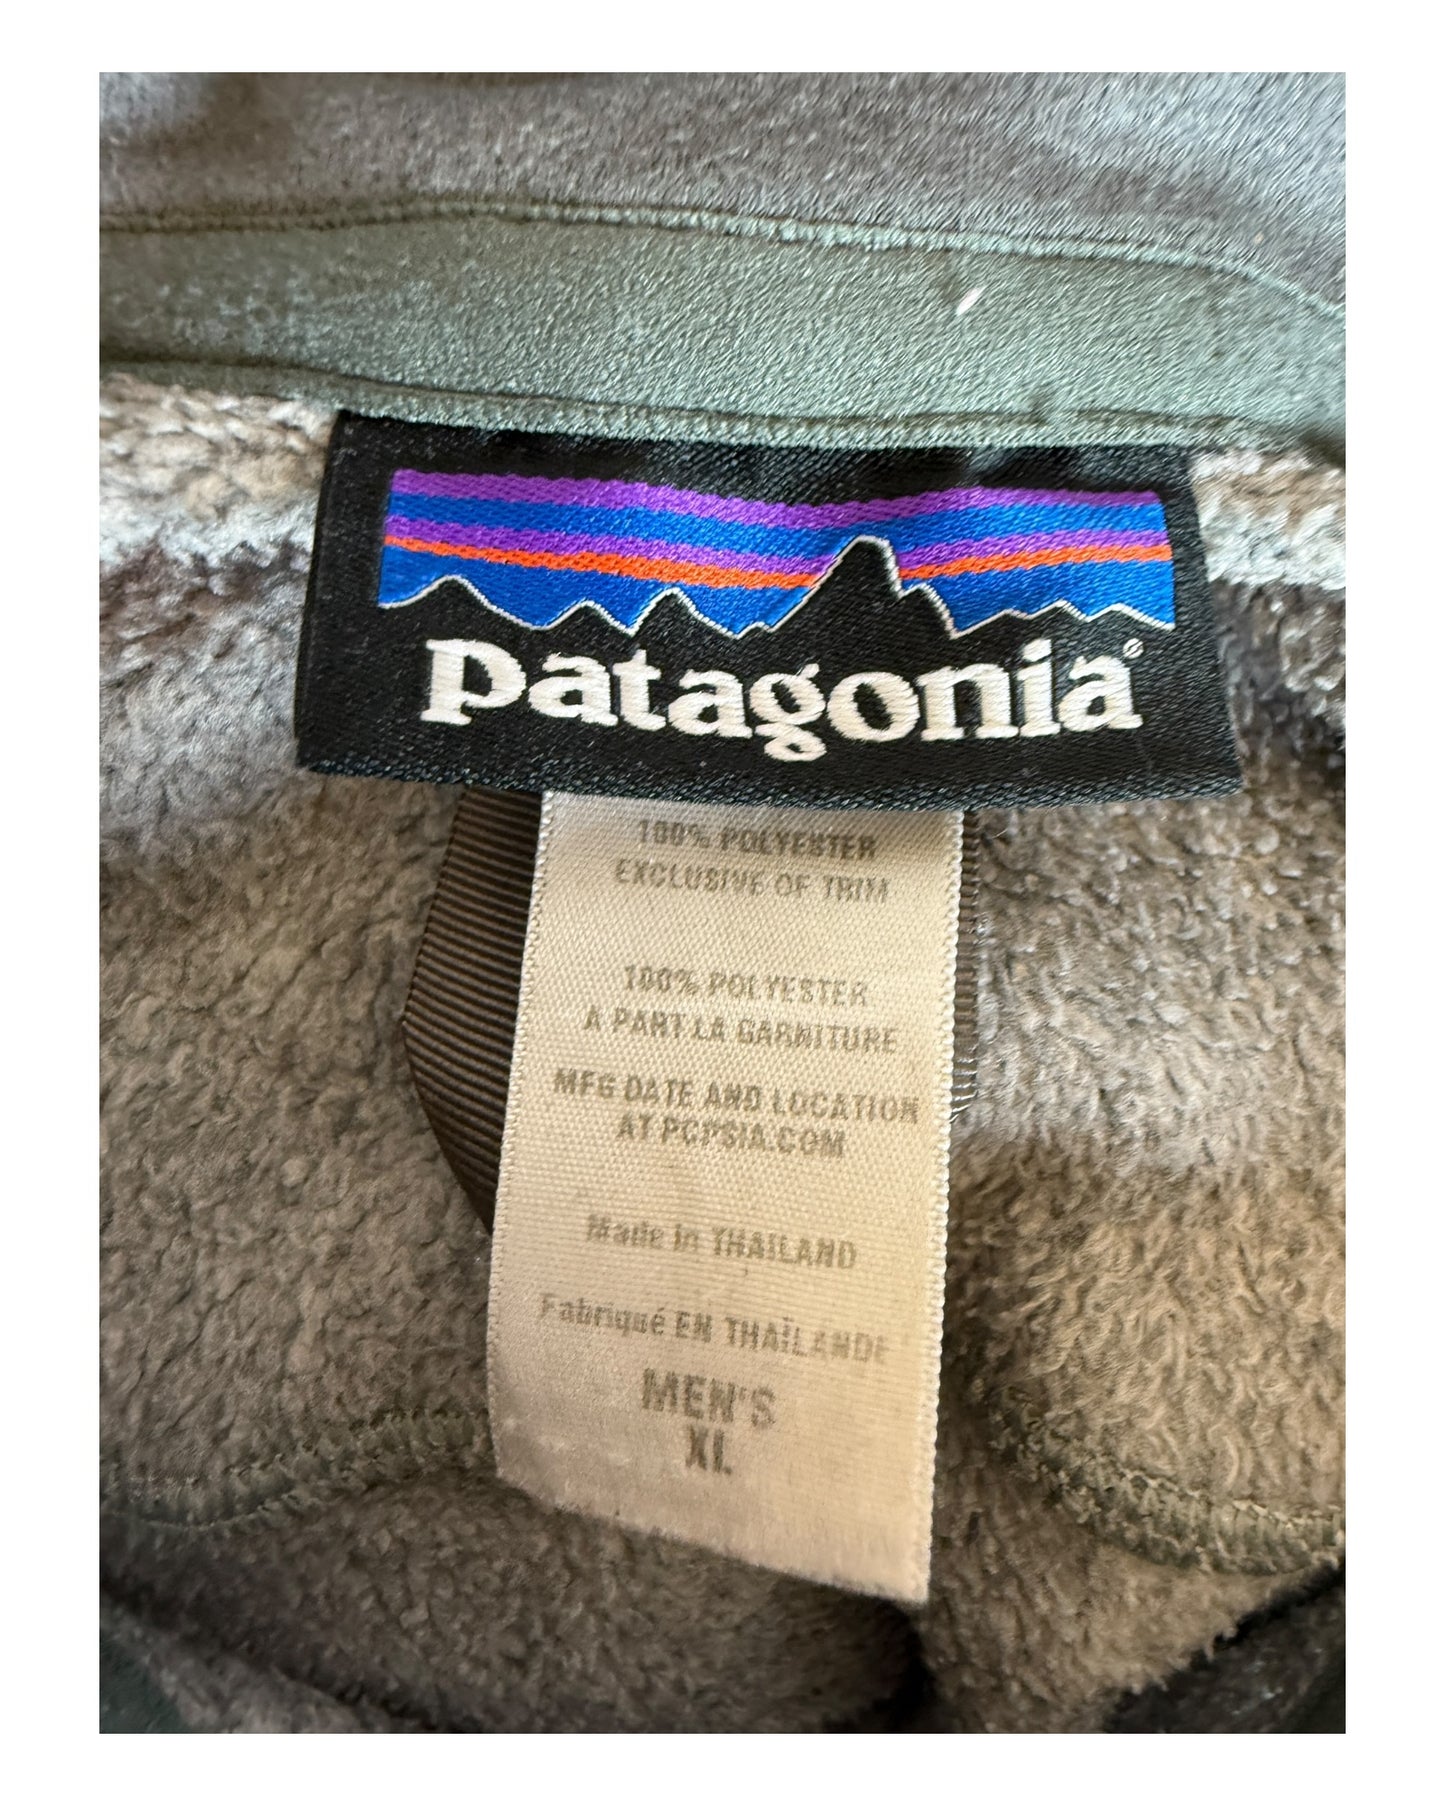 patagonia®
100% POLYESTER
EXCLUSIVE OF TRIM
100% POLYESTER
A PART LA GARNITURE
MFG DATE AND LOCATION
AT PCPSIA.COM
Made in THAILAND
Fabriqué EN THAÏLANDE
MEN'S
XL